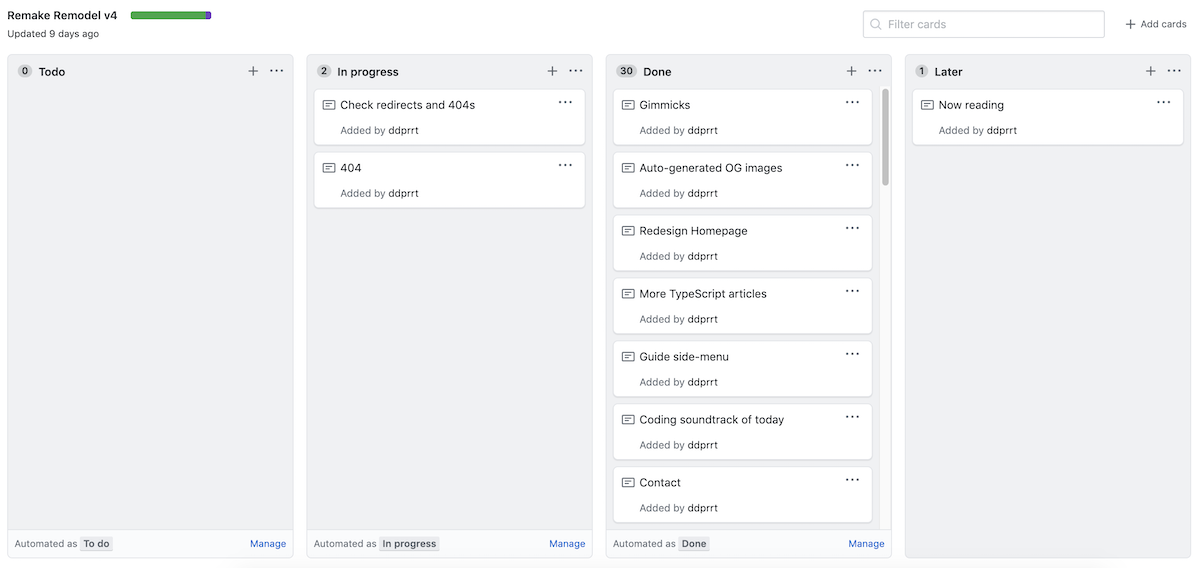 Remake Remodel v4
Updated 9 days ago
Filter cards
Add cards
0 Todo
Automated as To do
Manage
2 In progress
Check redirects and 404s
Added by ddprrt
404
Added by ddprrt
Automated as In progress
Manage
30 Done
Gimmicks
Added by ddprrt
Auto-generated OG images
Added by ddprrt
Redesign Homepage
Added by ddprrt
More TypeScript articles
Added by ddprrt
Guide side-menu
Added by ddprrt
Coding soundtrack of today
Added by ddprrt
Contact
Added by ddprrt
Automated as Done
Manage
1 Later
Now reading
Added by ddprrt